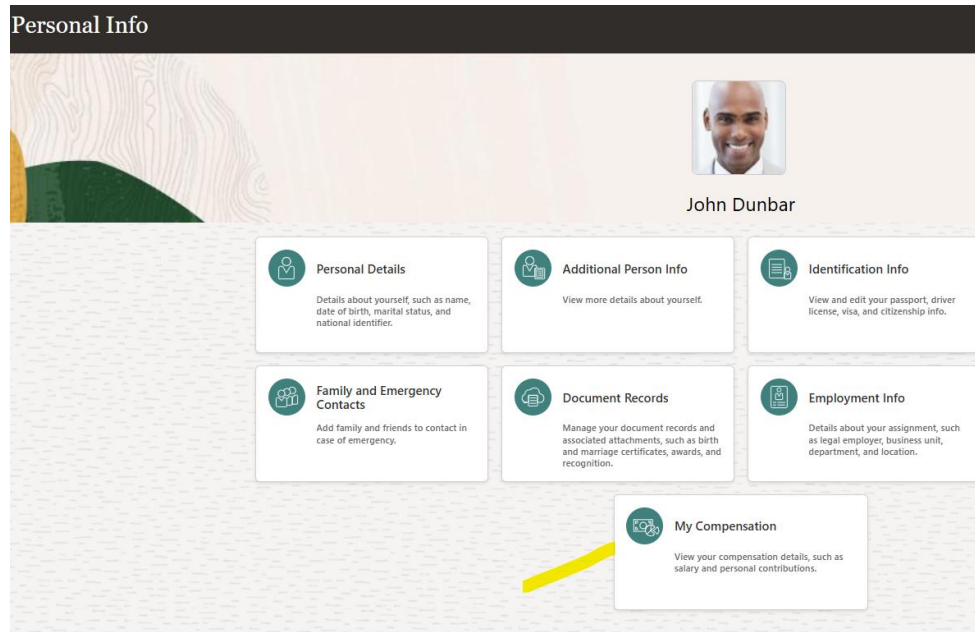 Personal Info
John Dunbar
Personal Details
Details about yourself, such as name,
date of birth, marital status, and
national identifier.
Additional Person Info
View more details about yourself.
Identification Info
View and edit your passport, driver
license, visa, and citizenship info.
Family and Emergency
Contacts
Add family and friends to contact in
case of emergency.
Document Records
Manage your document records and
associated attachments, such as birth
and marriage certificates, awards, and
recognition.
Employment Info
Details about your assignment, such
as legal employer, business unit,
department, and location.
My Compensation
View your compensation details, such as
salary and personal contributions.